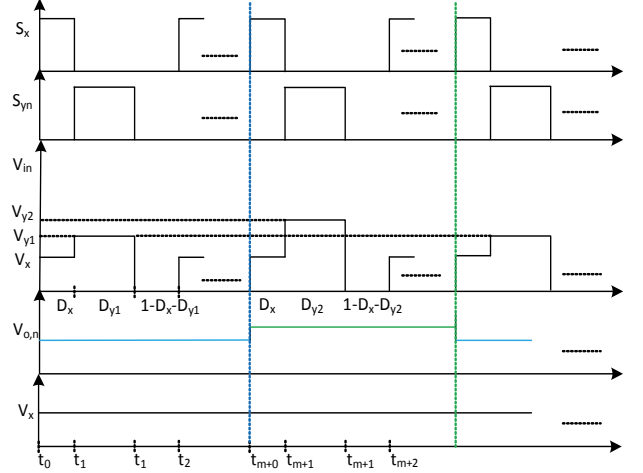 Sx
Syn
Vin
Vy2
Vy1
Vx
Dx Dy1 1-Dx-Dy1 Dx Dy2 1-Dx-Dy2
Vo,n
Vx
t0 t1 t1 t2 tm+0 tm+1 tm+1 tm+2